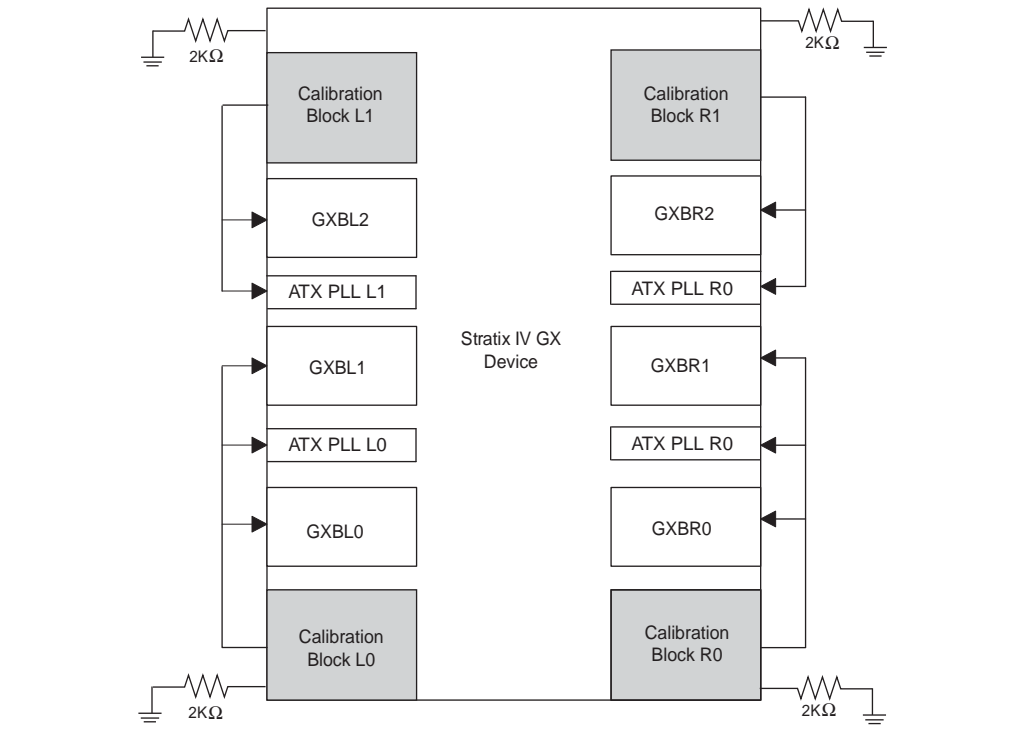 2KΩ
2KΩ
Calibration
Block L1
Calibration
Block R1
GXBL2
GXBR2
ATX PLL L1
ATX PLL R0
Stratix IV GX
Device
GXBL1
GXBR1
ATX PLL L0
ATX PLL R0
GXBL0
GXBR0
Calibration
Block L0
Calibration
Block R0
2KΩ
2KΩ